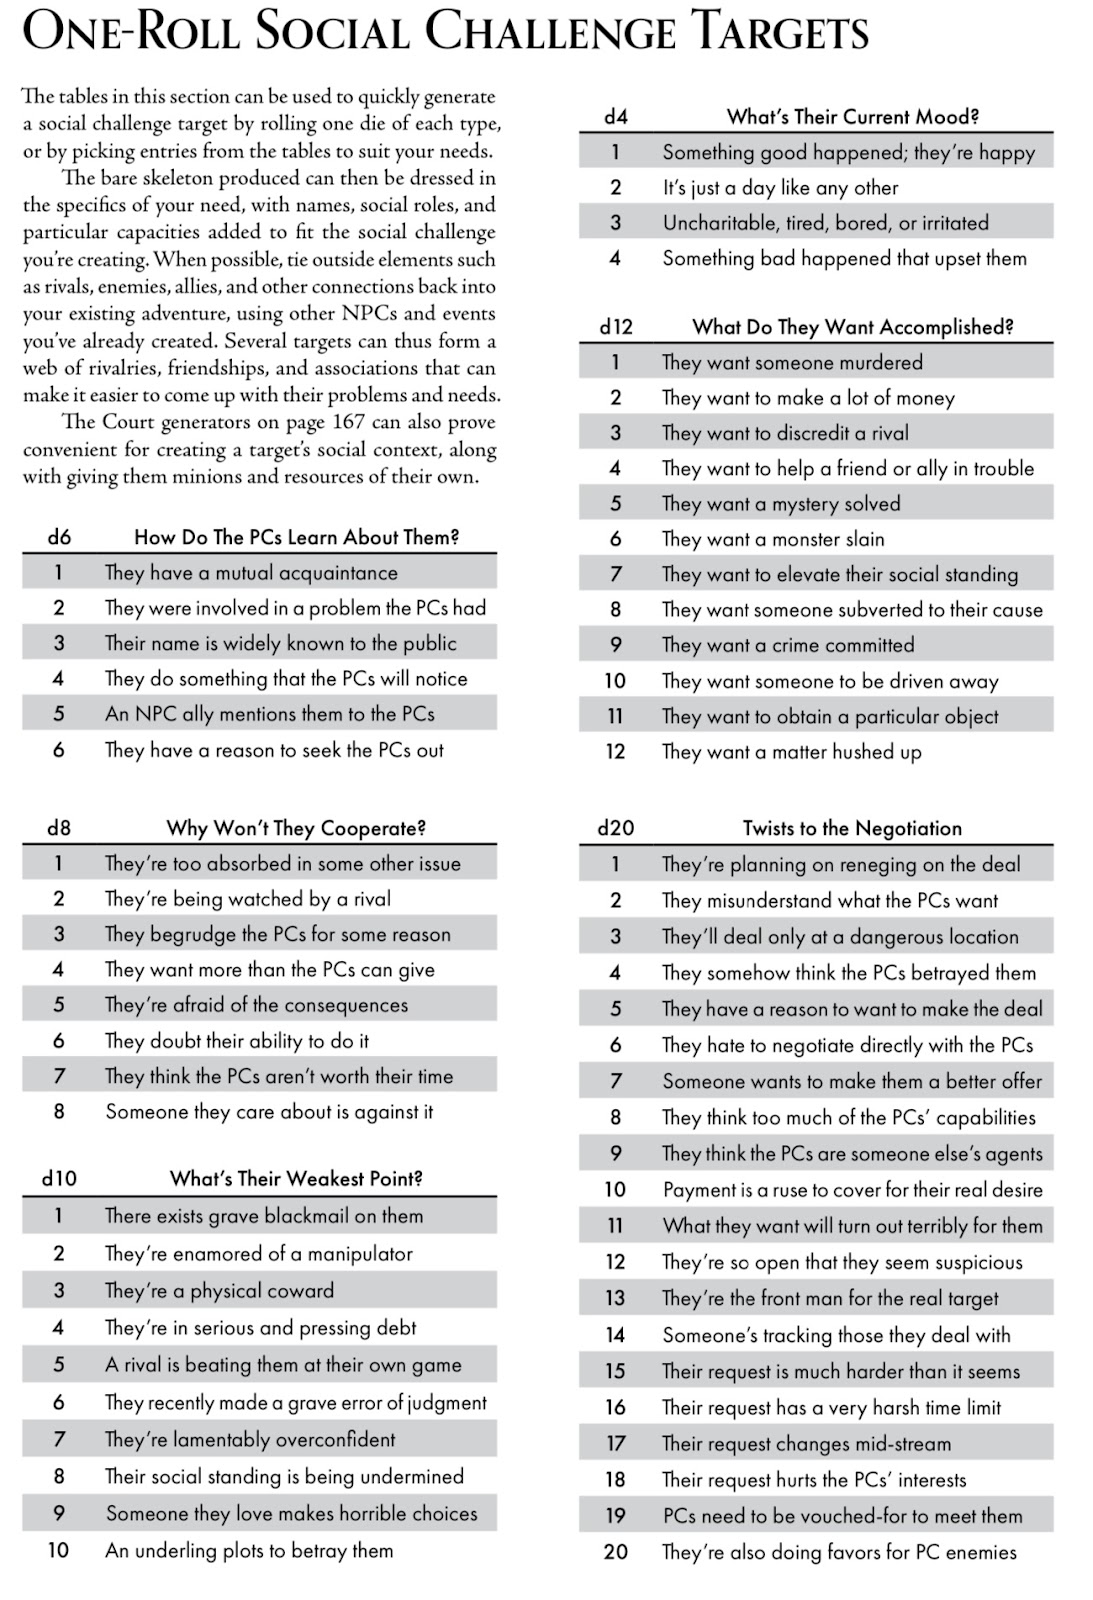 ONE-ROLL SOCIAL CHALLENGE TARGETS
The tables in this section can be used to quickly generate
a social challenge target by rolling one die of each type,
or by picking entries from the tables to suit your needs.
The bare skeleton produced can then be dressed in
the specifics of your need, with names, social roles, and
particular capacities added to fit the social challenge
you're creating. When possible, tie outside elements such
as rivals, enemies, allies, and other connections back into
your existing adventure, using other NPCs and events
you've already created. Several targets can thus form a
web of rivalries, friendships, and associations that can
make it easier to come up with their problems and needs.
The Court generators on page 167 can also prove
convenient for creating a target's social context, along
with giving them minions and resources of their own.
d6 How Do The PCs Learn About Them?
1 They have a mutual acquaintance
2 They were involved in a problem the PCs had
3 Their name is widely known to the public
4 They do something that the PCs will notice
5 An NPC ally mentions them to the PCs
6 They have a reason to seek the PCs out
d8 Why Won't They Cooperate?
1 They're too absorbed in some other issue
2 They're being watched by a rival
3 They begrudge the PCs for some reason
4 They want more than the PCs can give
5 They're afraid of the consequences
6 They doubt their ability to do it
7 They think the PCs aren't worth their time
8 Someone they care about is against it
d10 What's Their Weakest Point?
1 There exists grave blackmail on them
2 They're enamored of a manipulator
3 They're a physical coward
4 They're in serious and pressing debt
5 A rival is beating them at their own game
6 They recently made a grave error of judgment
7 They're lamentably overconfident
8 Their social standing is being undermined
9 Someone they love makes horrible choices
10 An underling plots to betray them
d4 What's Their Current Mood?
1 Something good happened; they're happy
2 It's just a day like any other
3 Uncharitable, tired, bored, or irritated
4 Something bad happened that upset them
d12 What Do They Want Accomplished?
1 They want someone murdered
2 They want to make a lot of money
3 They want to discredit a rival
4 They want to help a friend or ally in trouble
5 They want a mystery solved
6 They want a monster slain
7 They want to elevate their social standing
8 They want someone subverted to their cause
9 They want a crime committed
10 They want someone to be driven away
11 They want to obtain a particular object
12 They want a matter hushed up
d20 Twists to the Negotiation
1 They're planning on reneging on the deal
2 They misunderstand what the PCs want
3 They'll deal only at a dangerous location
4 They somehow think the PCs betrayed them
5 They have a reason to want to make the deal
6 They hate to negotiate directly with the PCs
7 Someone wants to make them a better offer
8 They think too much of the PCs' capabilities
9 They think the PCs are someone else's agents
10 Payment is a ruse to cover for their real desire
11 What they want will turn out terribly for them
12 They're so open that they seem suspicious
13 They're the front man for the real target
14 Someone's tracking those they deal with
15 Their request is much harder than it seems
16 Their request has a very harsh time limit
17 Their request changes mid-stream
18 Their request hurts the PCs' interests
19 PCs need to be vouched-for to meet them
20 They're also doing favors for PC enemies